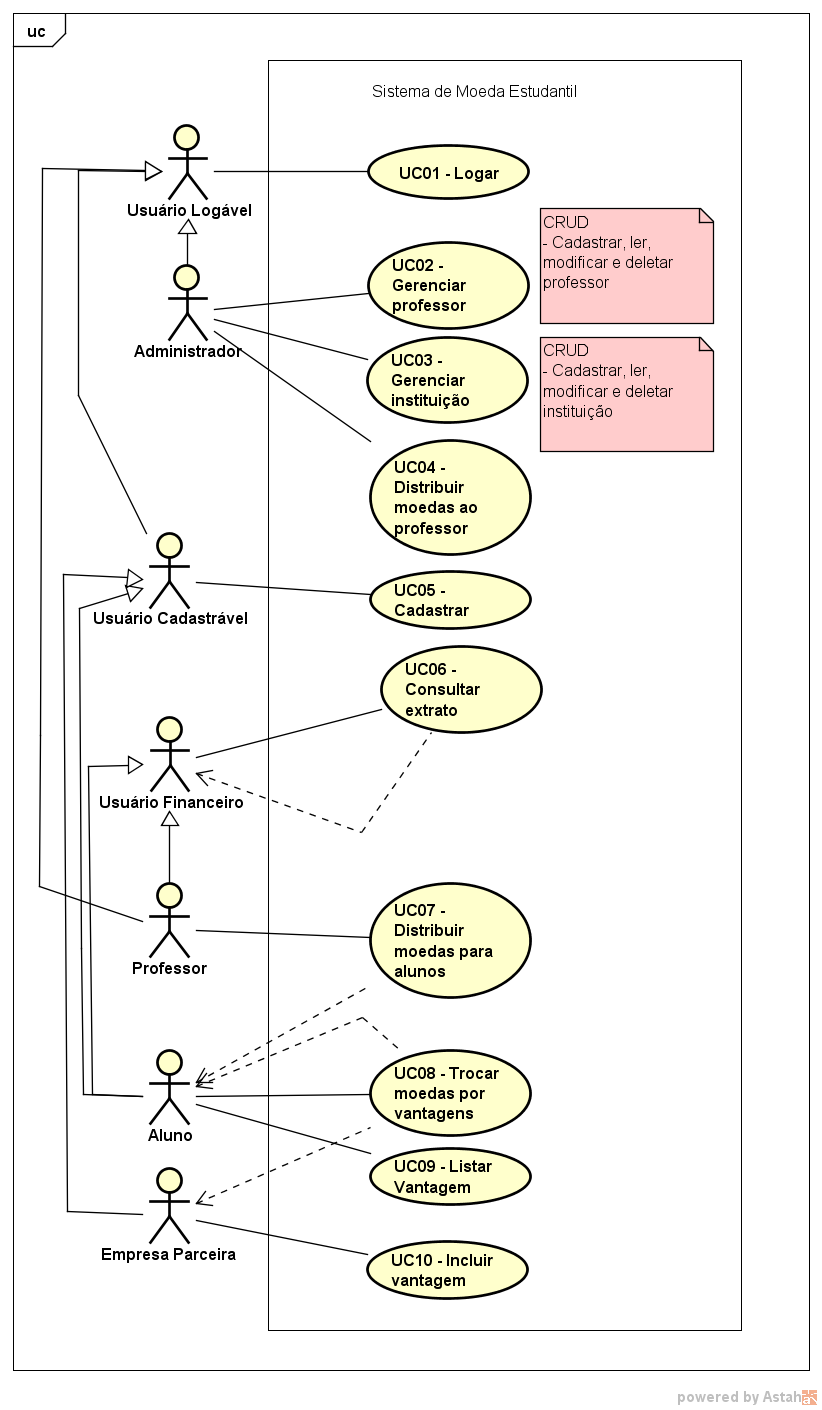 uc
Sistema de Moeda Estudantil
Usuário Logável
UC01 - Logar
Administrador
UC02 -
Gerenciar
professor
CRUD
- Cadastrar, ler,
modificar e deletar
professor
UC03 -
Gerenciar
instituição
CRUD
- Cadastrar, ler,
modificar e deletar
instituição
UC04 -
Distribuir
moedas ao
professor
Usuário Cadastrável
UC05 -
Cadastrar
UC06 -
Consultar
extrato
Usuário Financeiro
Professor
UC07 -
Distribuir
moedas para
alunos
Aluno
UC08 - Trocar
moedas por
vantagens
UC09 - Listar
Vantagem
Empresa Parceira
UC10 - Incluir
vantagem
powered by Astah